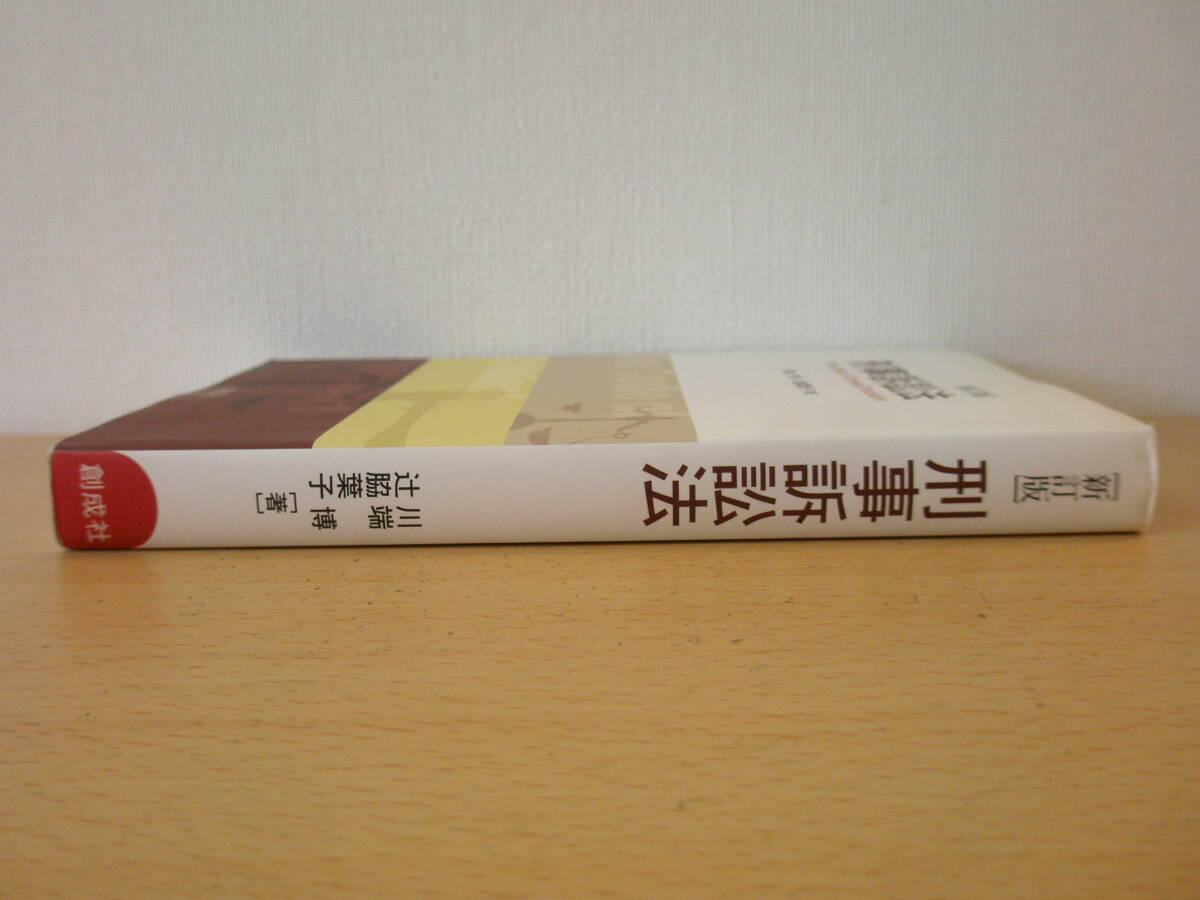 [新訂版]
刑事訴訟法
川端 博
辻脇葉子
[著]
創成社